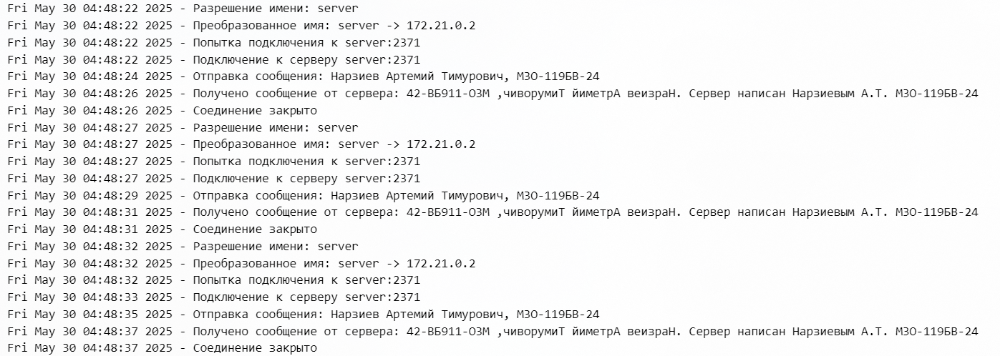 Fri May 30 04:48:22 2025 - Разрешение имени: server
Fri May 30 04:48:22 2025 - Преобразованное имя: server -> 172.21.0.2
Fri May 30 04:48:22 2025 - Попытка подключения к server:2371
Fri May 30 04:48:22 2025 - Подключение к серверу server:2371
Fri May 30 04:48:24 2025 - Отправка сообщения: Нарзиев Артемий Тимурович, МЗО-119БВ-24
Fri May 30 04:48:26 2025 - Получено сообщение от сервера: 42-ВБ911-ОЗМ ,чиворумиТ йиметрА веизраН. Сервер написан Нарзиевым А.Т. МЗО-119БВ-24
Fri May 30 04:48:26 2025 - Соединение закрыто
Fri May 30 04:48:27 2025 - Разрешение имени: server
Fri May 30 04:48:27 2025 - Преобразованное имя: server -> 172.21.0.2
Fri May 30 04:48:27 2025 - Попытка подключения к server:2371
Fri May 30 04:48:27 2025 - Подключение к серверу server:2371
Fri May 30 04:48:29 2025 - Отправка сообщения: Нарзиев Артемий Тимурович, МЗО-119БВ-24
Fri May 30 04:48:31 2025 - Получено сообщение от сервера: 42-ВБ911-ОЗМ ,чиворумиТ йиметрА веизраН. Сервер написан Нарзиевым А.Т. МЗО-119БВ-24
Fri May 30 04:48:31 2025 - Соединение закрыто
Fri May 30 04:48:32 2025 - Разрешение имени: server
Fri May 30 04:48:32 2025 - Преобразованное имя: server -> 172.21.0.2
Fri May 30 04:48:32 2025 - Попытка подключения к server:2371
Fri May 30 04:48:33 2025 - Подключение к серверу server:2371
Fri May 30 04:48:35 2025 - Отправка сообщения: Нарзиев Артемий Тимурович, МЗО-119БВ-24
Fri May 30 04:48:37 2025 - Получено сообщение от сервера: 42-ВБ911-ОЗМ ,чиворумиТ йиметрА веизраН. Сервер написан Нарзиевым А.Т. МЗО-119БВ-24
Fri May 30 04:48:37 2025 - Соединение закрыто